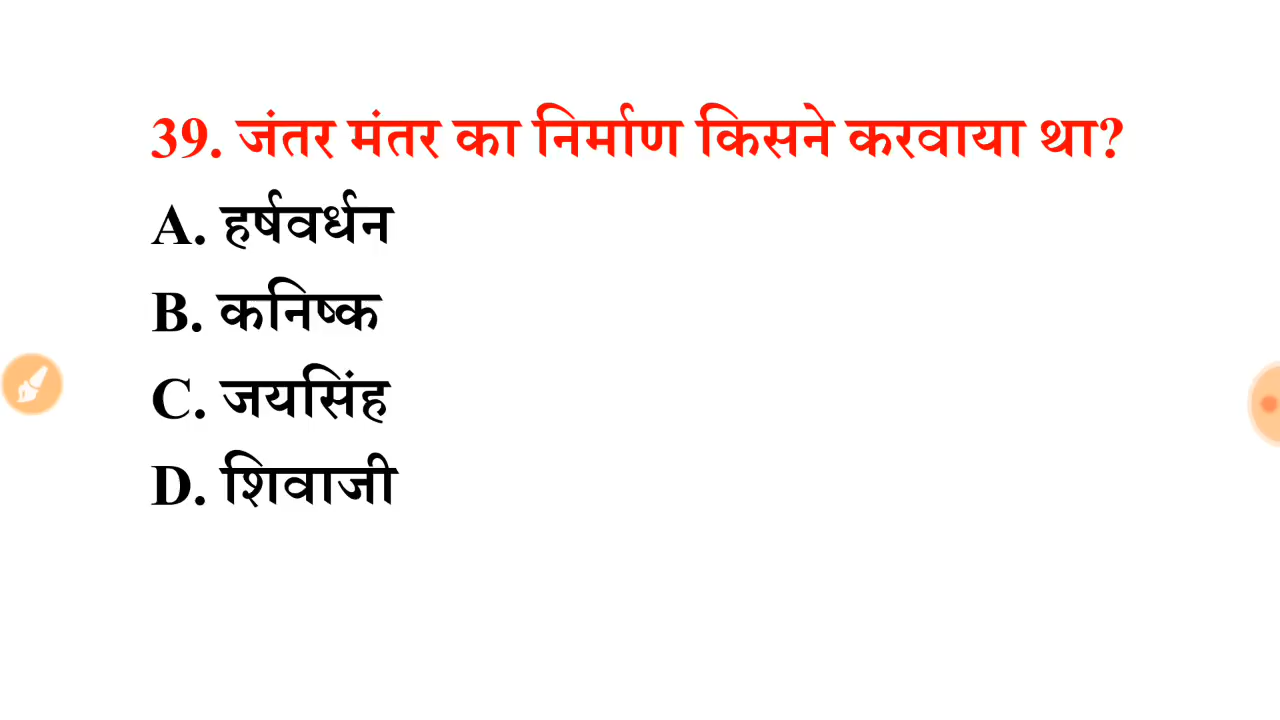 39. जंतर मंतर का निर्माण किसने करवाया था?
A. हर्षवर्धन
B. कनिष्क
C. जयसिंह
D. शिवाजी